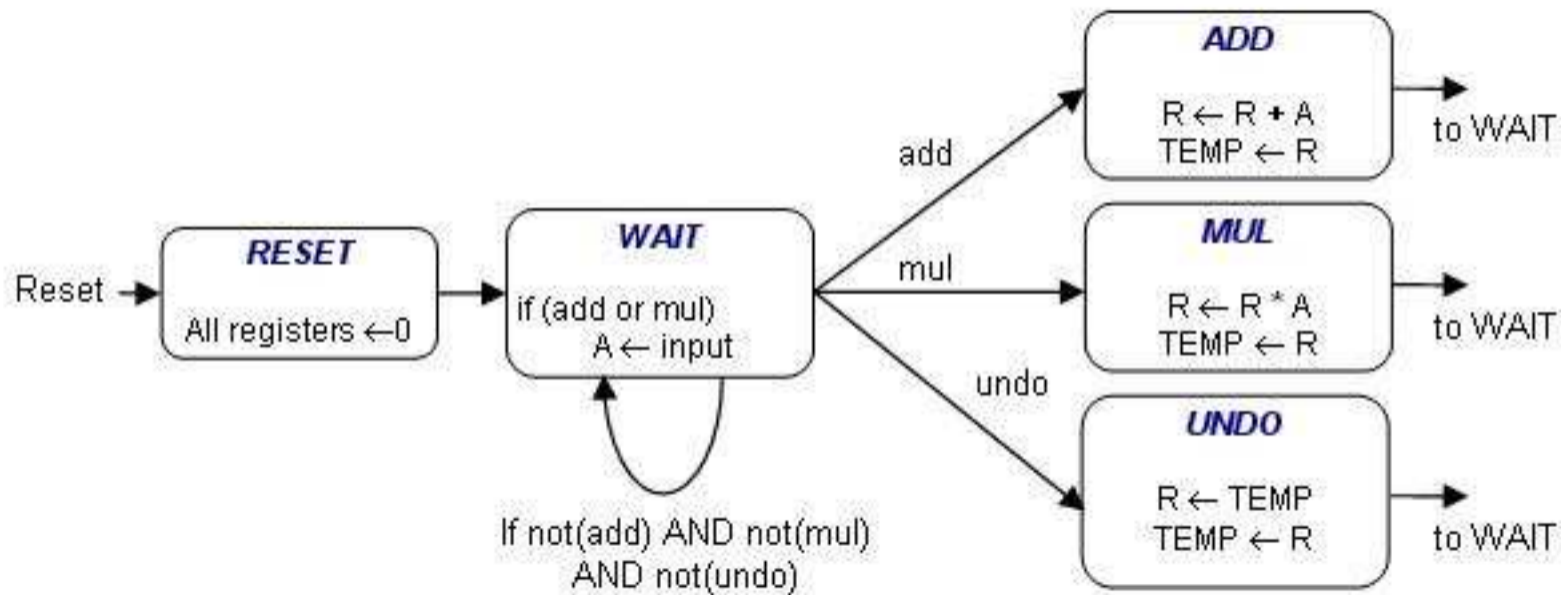 Reset
RESET
All registers ←0
WAIT
if (add or mul)
A ← input
If not(add) AND not(mul)
AND not(undo)
add
mul
undo
ADD
R ← R + A
TEMP ← R
to WAIT
MUL
R ← R * A
TEMP ← R
to WAIT
UNDO
R ← TEMP
TEMP ← R
to WAIT